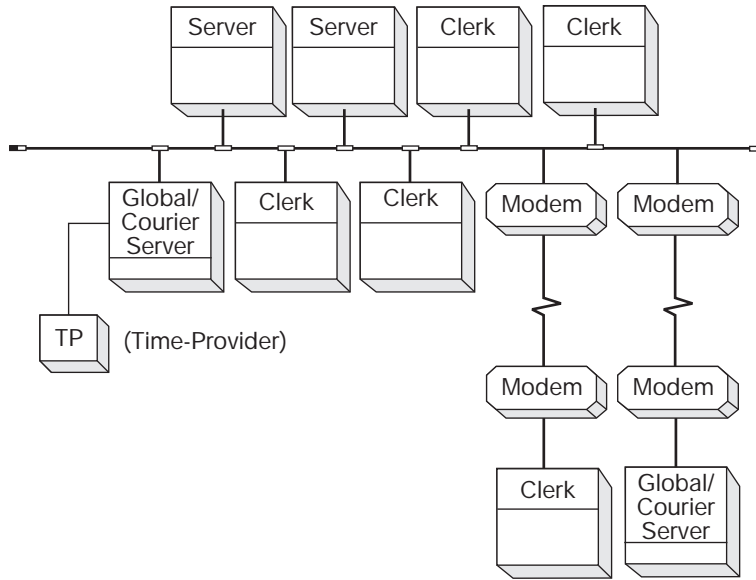 Server
Server
Clerk
Clerk
Global/
Courier
Server
Clerk
Clerk
Modem
Modem
TP
(Time-Provider)
Modem
Modem
Clerk
Global/
Courier
Server